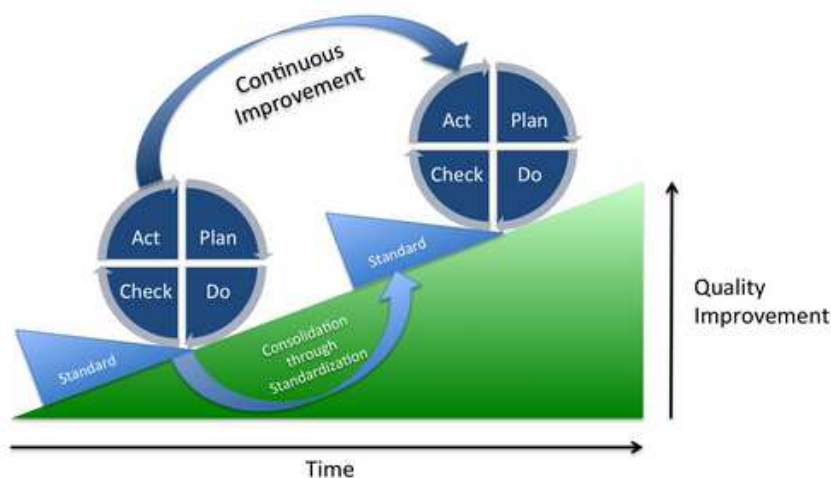 Continuous
Improvement
Act
Plan
Check
Do
Act
Plan
Check
Do
Standard
Standard
Consolidation
through
Standardization
Quality
Improvement
Time